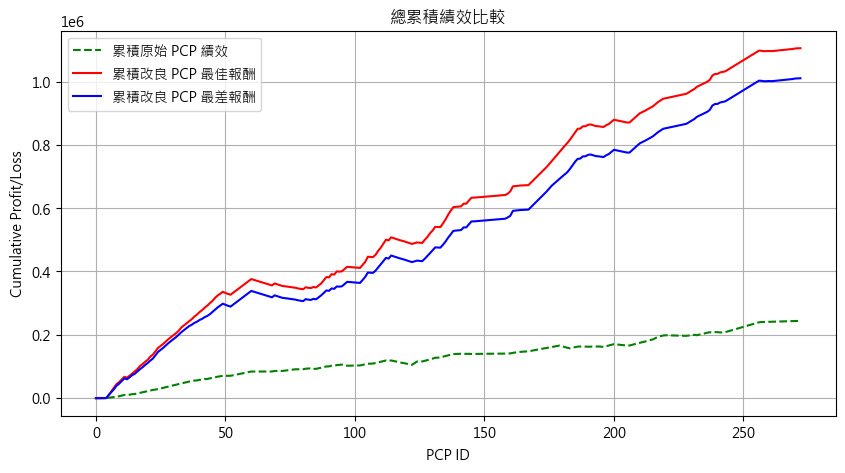 總累積績效比較
1e6
累積原始 PCP 績效
累積改良 PCP 最佳報酬
累積改良 PCP 最差報酬
Cumulative Profit/Loss
1.0
0.8
0.6
0.4
0.2
0.0
0 50 100 150 200 250
PCP ID